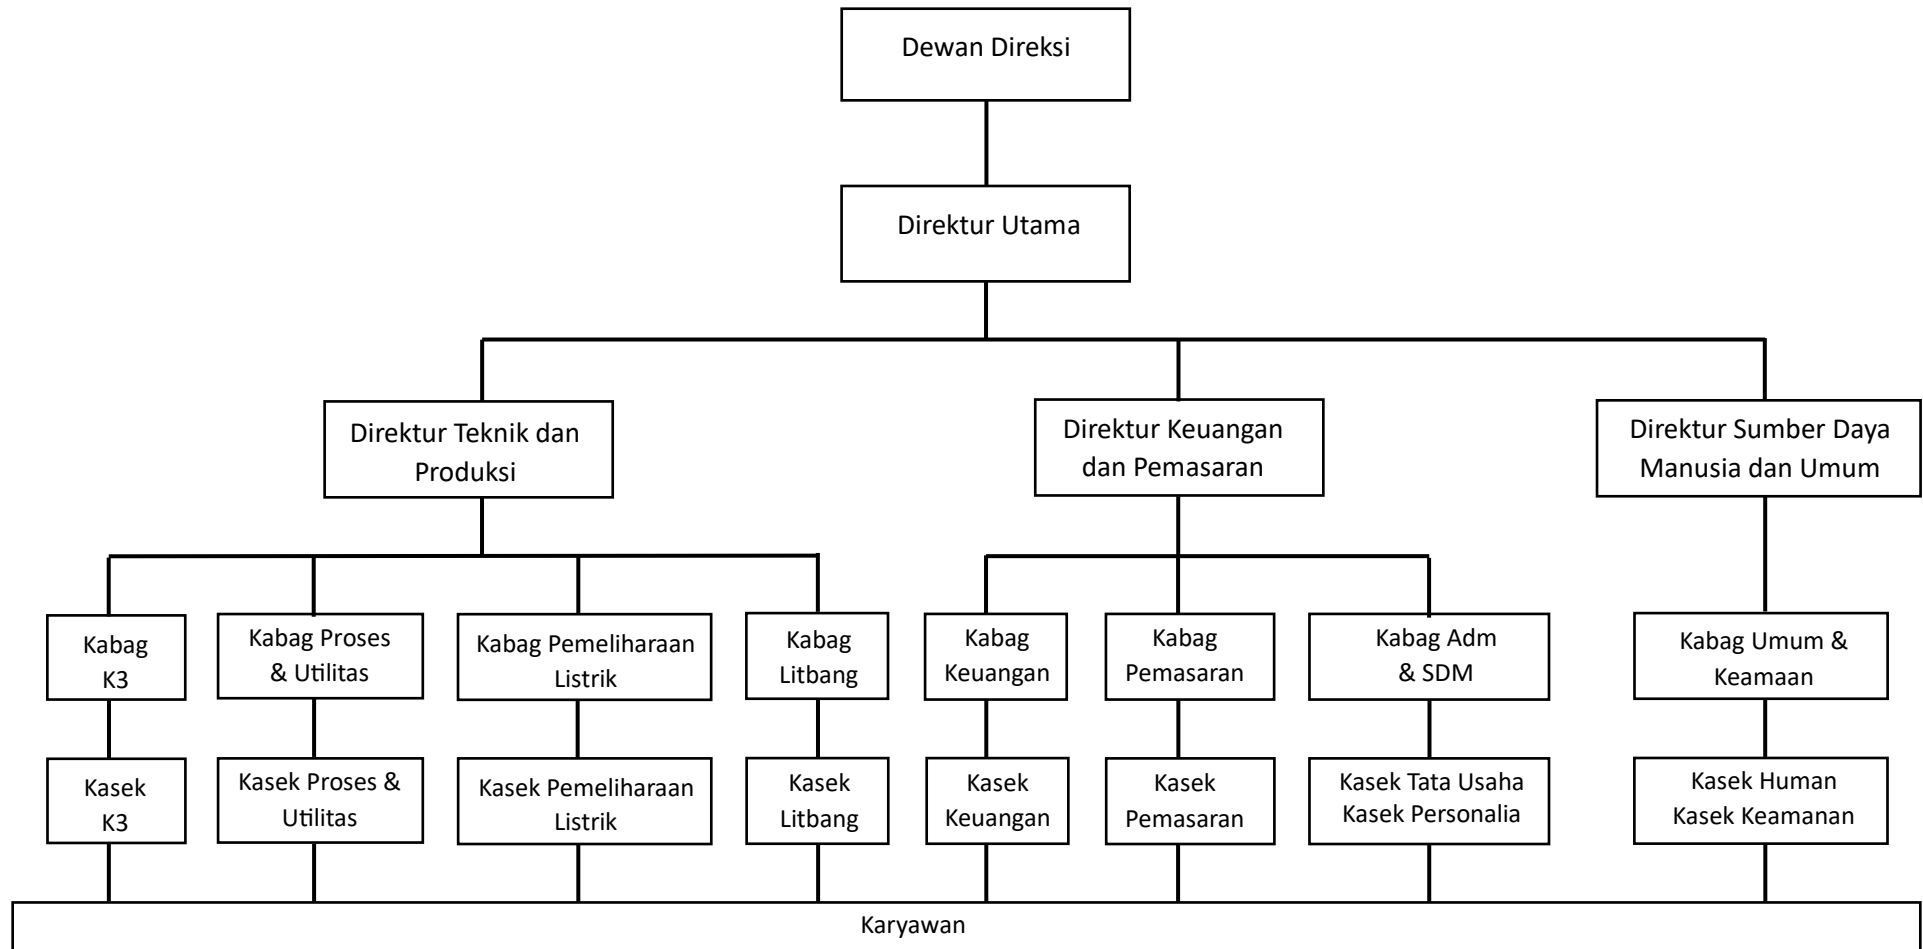 Dewan Direksi
Direktur Utama
Direktur Teknik dan
Produksi
Direktur Keuangan
dan Pemasaran
Direktur Sumber Daya
Manusia dan Umum
Kabag
K3
Kabag Proses
& Utilitas
Kabag Pemeliharaan
Listrik
Kabag
Litbang
Kabag
Keuangan
Kabag
Pemasaran
Kabag Adm
& SDM
Kabag Umum &
Keamaan
Kasek
K3
Kasek Proses &
Utilitas
Kasek Pemeliharaan
Listrik
Kasek
Litbang
Kasek
Keuangan
Kasek
Pemasaran
Kasek Tata Usaha
Kasek Personalia
Kasek Human
Kasek Keamanan
Karyawan